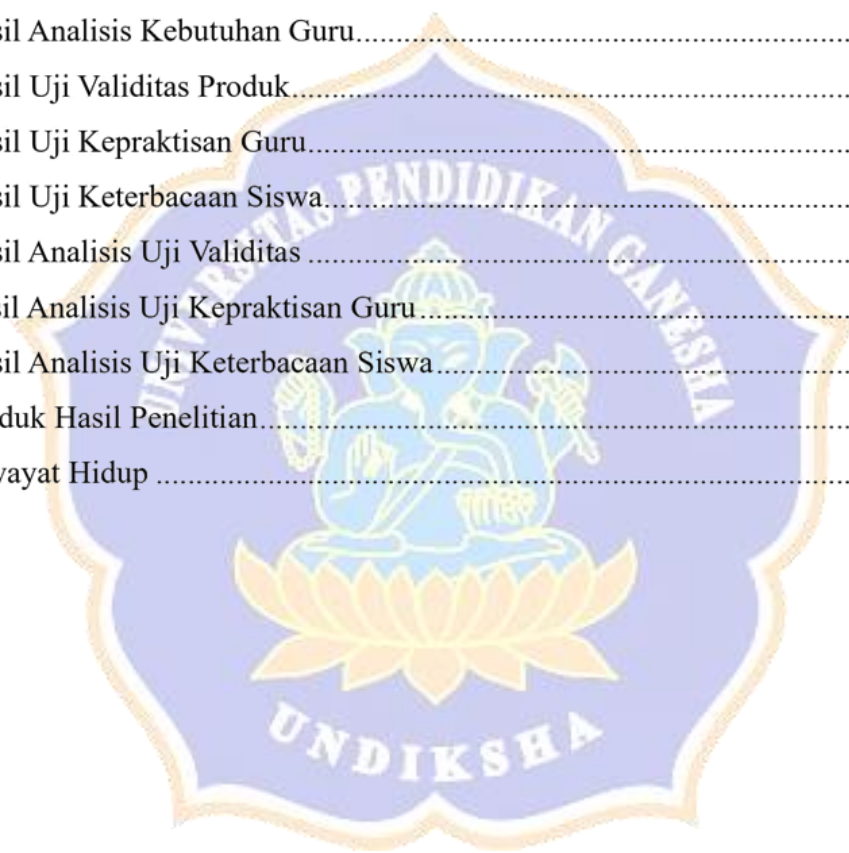 sil Analisis Kebutuhan Guru................................................................
sil Uji Validitas Produk........................................................................
sil Uji Kepraktisan Guru......................................................................
sil Uji Keterbacaan Siswa....................................................................
sil Analisis Uji Validitas ......................................................................
sil Analisis Uji Kepraktisan Guru........................................................
sil Analisis Uji Keterbacaan Siswa......................................................
duk Hasil Penelitian............................................................................
wayat Hidup ........................................................................................
UNIVERSITAS PENDIDIKAN GANESHA
UNDIKSHA